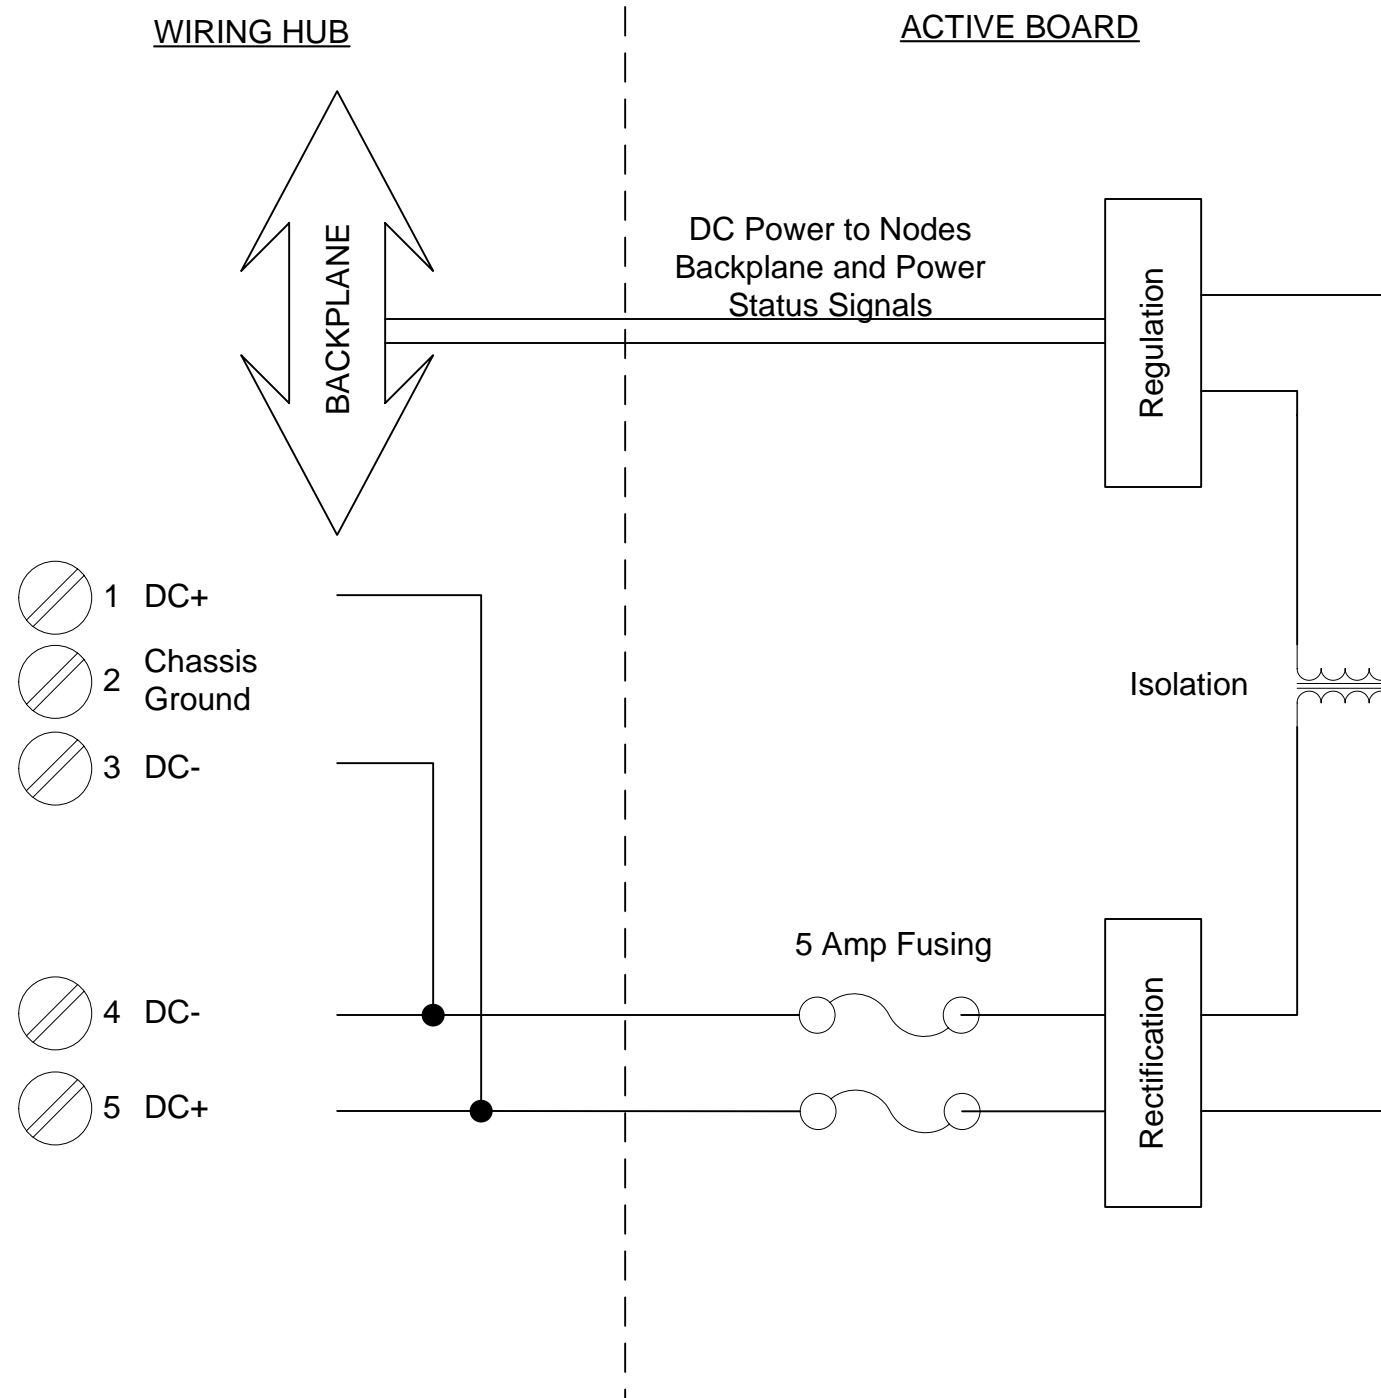 WIRING HUB
ACTIVE BOARD
BACKPLANE
DC Power to Nodes
Backplane and Power
Status Signals
Regulation
1 DC+
2 Chassis
Ground
3 DC-
Isolation
5 Amp Fusing
4 DC-
5 DC+
Rectification